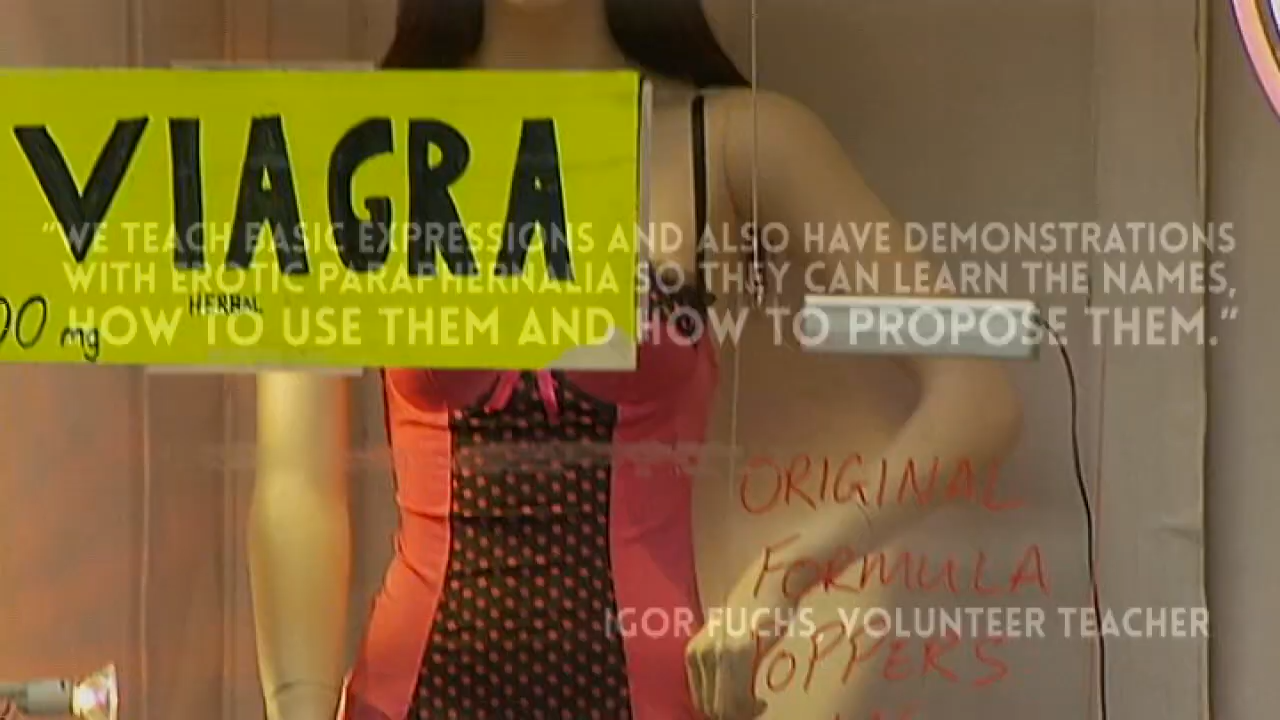 VIAGRA
HERBAL
00 mg
"WE TEACH BASIC EXPRESSIONS AND ALSO HAVE DEMONSTRATIONS
WITH EROTIC PARAPHERNALIA SO THEY CAN LEARN THE NAMES,
HOW TO USE THEM AND HOW TO PROPOSE THEM."
ORIGINAL
FORMULA
POPPERS
IGOR FUCHS, VOLUNTEER TEACHER